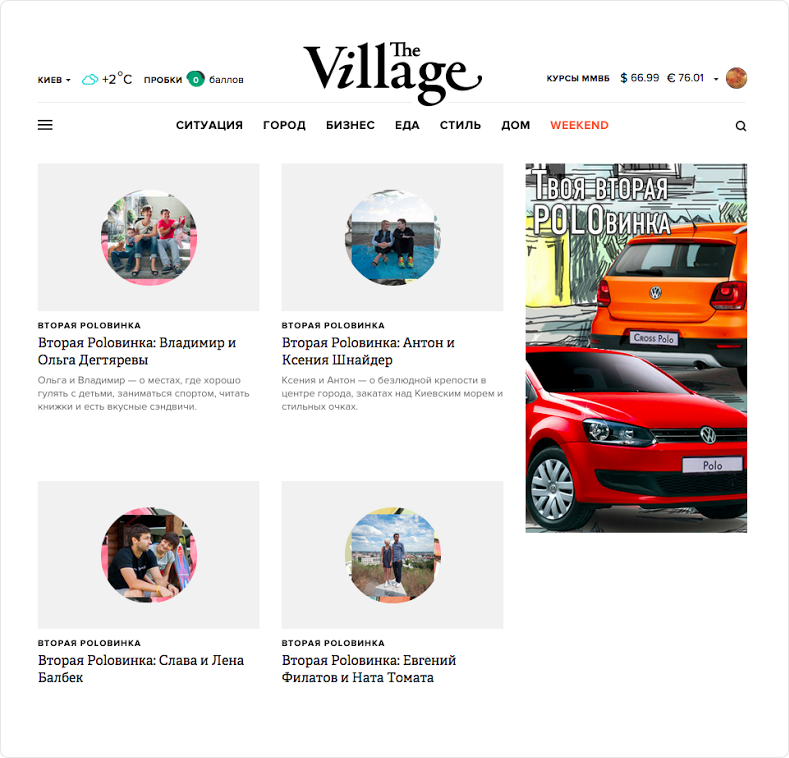 The
Village
КИЕВ
+2°C
ПРОБКИ 0 баллов
КУРСЫ ММВБ $ 66.99 € 76.01
СИТУАЦИЯ ГОРОД БИЗНЕС ЕДА СТИЛЬ ДОМ WEEKEND
ВТОРАЯ POLOВИНКА
Вторая Poloвинка: Владимир и
Ольга Дегтяревы
Ольга и Владимир — о местах, где хорошо
гулять с детьми, заниматься спортом, читать
книжки и есть вкусные сэндвичи.
ВТОРАЯ POLOВИНКА
Вторая Poloвинка: Антон и
Ксения Шнайдер
Ксения и Антон — о безлюдной крепости в
центре города, закатах над Киевским морем и
стильных очках.
Твоя вторая
POLOвинка
Cross Polo
Polo
ВТОРАЯ POLOВИНКА
Вторая Poloвинка: Слава и Лена
Балбек
ВТОРАЯ POLOВИНКА
Вторая Poloвинка: Евгений
Филатов и Ната Томата